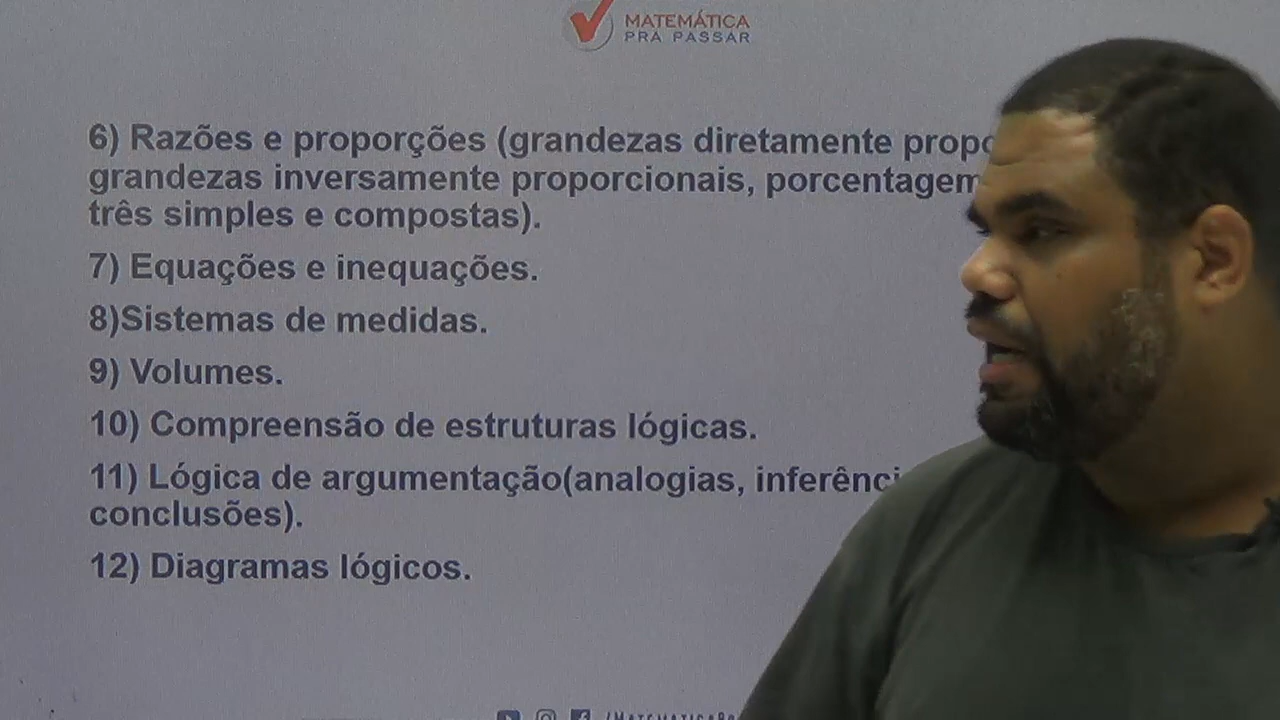 MATEMÁTICA
PRA PASSAR
6) Razões e proporções (grandezas diretamente
grandezas inversamente proporcionais, porcentagem
três simples e compostas).
7) Equações e inequações.
8)Sistemas de medidas.
9) Volumes.
10) Compreensão de estruturas lógicas.
11) Lógica de argumentação(analogias,
conclusões).
12) Diagramas lógicos.